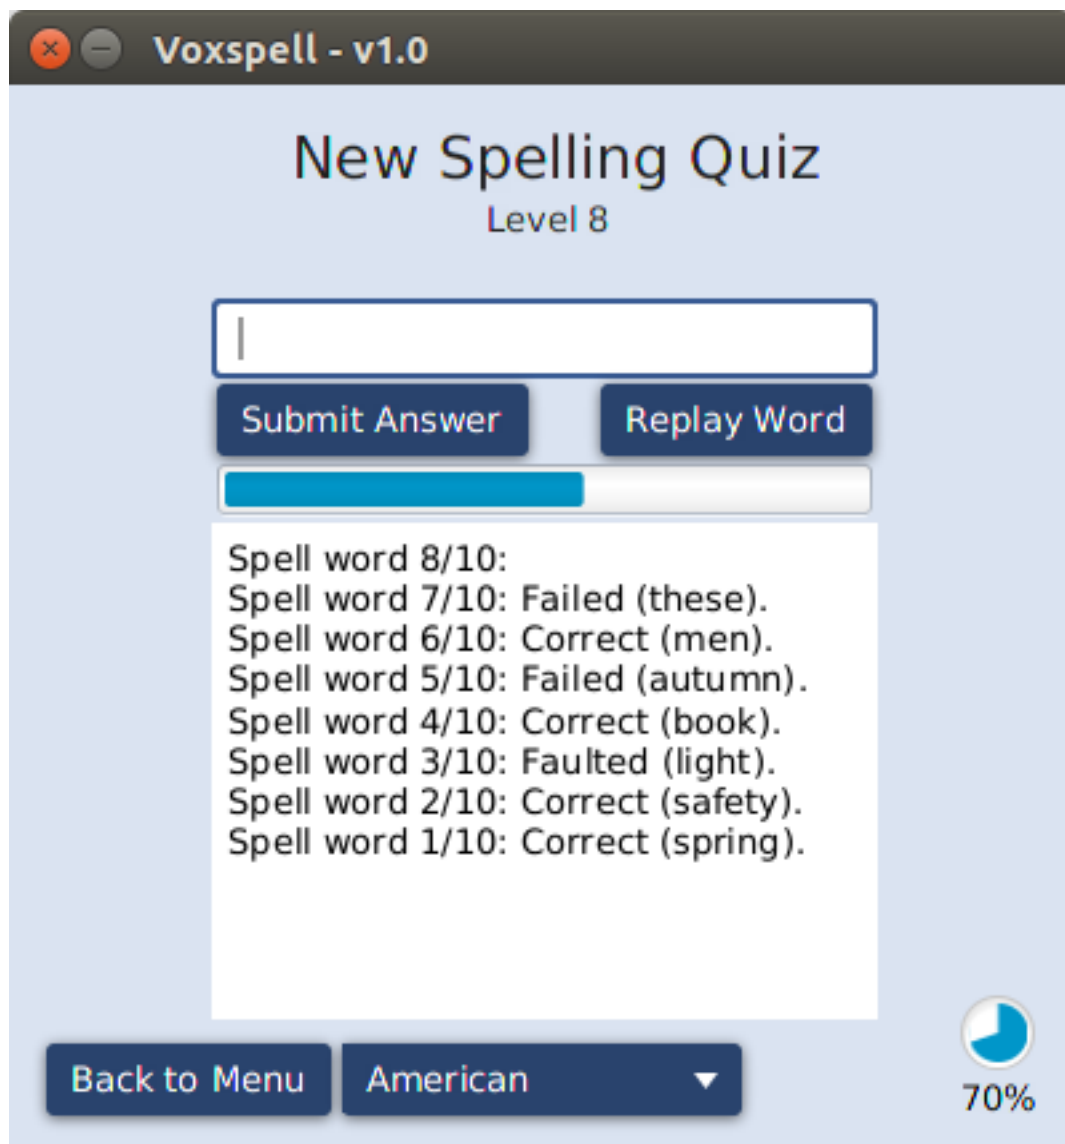 Voxspell - v1.0
New Spelling Quiz
Level 8
Submit Answer
Replay Word
Spell word 8/10:
Spell word 7/10: Failed (these).
Spell word 6/10: Correct (men).
Spell word 5/10: Failed (autumn).
Spell word 4/10: Correct (book).
Spell word 3/10: Faulted (light).
Spell word 2/10: Correct (safety).
Spell word 1/10: Correct (spring).
Back to Menu
American
70%